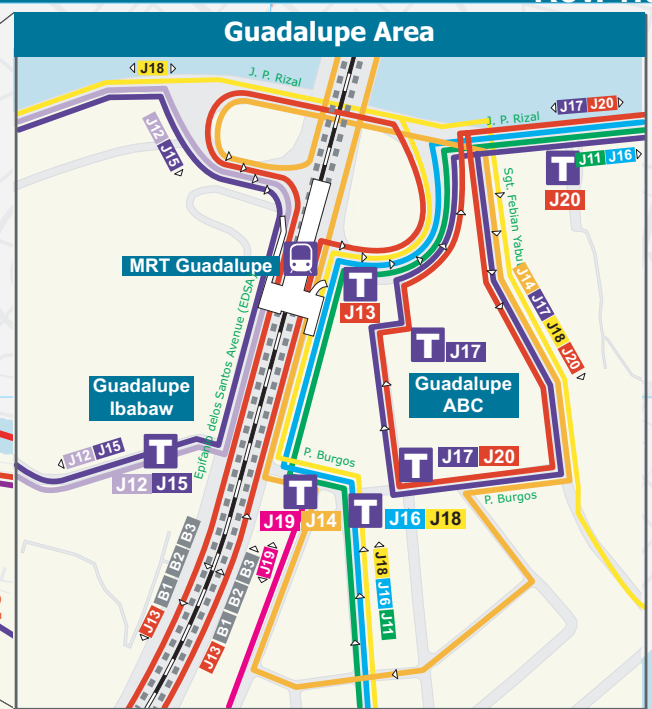 Guadalupe Area
J18
J. P. Rizal
J12
J15
J. P. Rizal
J17 J20
T
J11 J16
J20
Sgt. Febian Yabu
MRT Guadalupe
T
J13
J14
J17
J18
J20
T J17
Epifanio delos Santos Avenue (EDSA)
Guadalupe
Ibabaw
Guadalupe
ABC
J12 J15
T
J12 J15
P. Burgos
T J17 J20
P. Burgos
T
J19 J14
T J16 J18
J13 B1 B2 B3
J13 B1 B2 B3
J19
J18
J16
J11